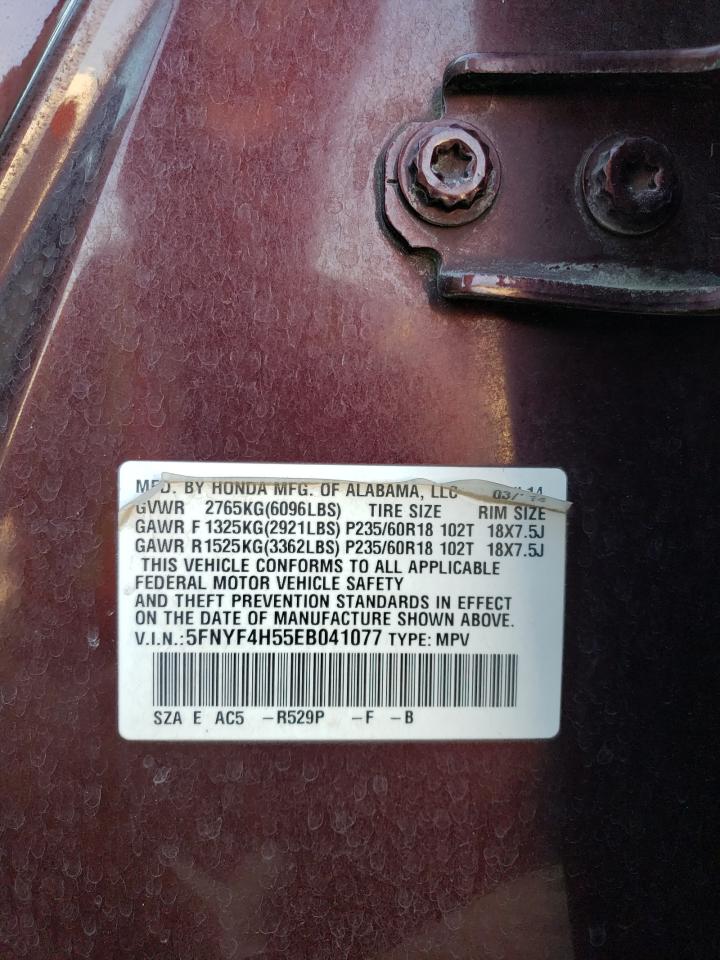 MFD. BY HONDA MFG. OF ALABAMA, LLC
GVWR 2765KG(6096LBS) TIRE SIZE RIM SIZE
GAWR F 1325KG(2921LBS) P235/60R18 102T 18X7.5J
GAWR R 1525KG(3362LBS) P235/60R18 102T 18X7.5J
THIS VEHICLE CONFORMS TO ALL APPLICABLE
FEDERAL MOTOR VEHICLE SAFETY
AND THEFT PREVENTION STANDARDS IN EFFECT
ON THE DATE OF MANUFACTURE SHOWN ABOVE.
V.I.N.:5FNYF4H55EB041077 TYPE: MPV
SZA E AC5 -R529P -F -B